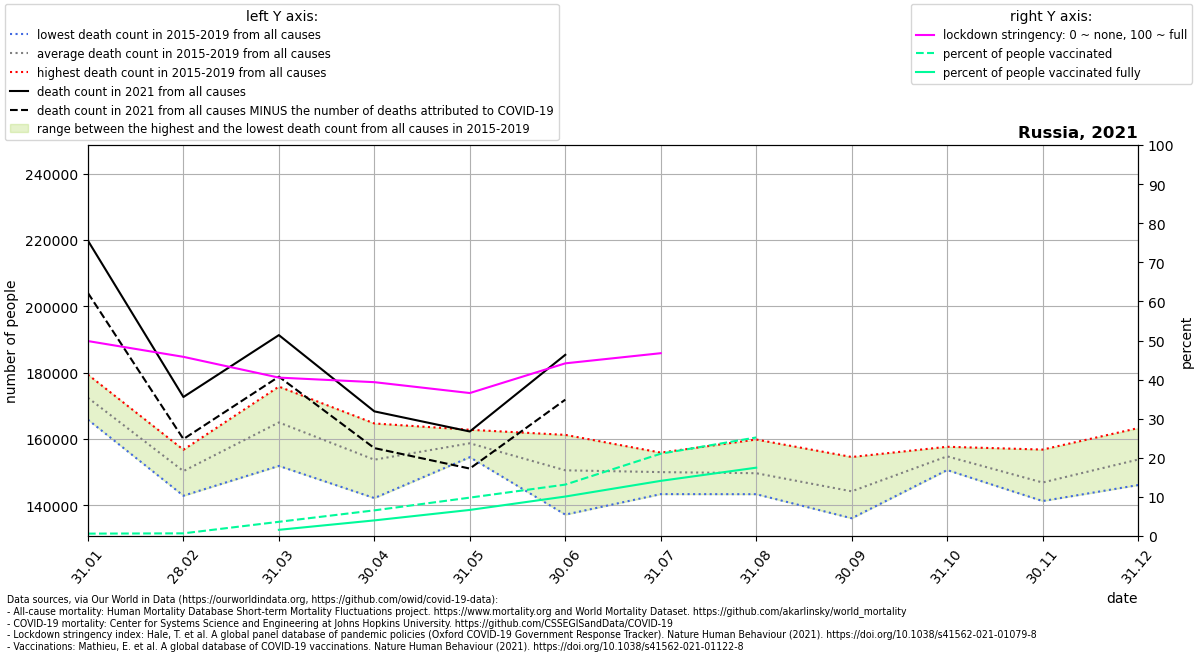 left Y axis:
lowest death count in 2015-2019 from all causes
average death count in 2015-2019 from all causes
highest death count in 2015-2019 from all causes
death count in 2021 from all causes
death count in 2021 from all causes MINUS the number of deaths attributed to COVID-19
range between the highest and the lowest death count from all causes in 2015-2019
right Y axis:
lockdown stringency: 0 ~ none, 100 ~ full
percent of people vaccinated
percent of people vaccinated fully
Russia, 2021
number of people
240000
220000
200000
180000
160000
140000
percent
100
90
80
70
60
50
40
30
20
10
0
31.01
28.02
31.03
30.04
31.05
30.06
31.07
31.08
30.09
31.10
30.11
31.12
date
Data sources, via Our World in Data (https://ourworldindata.org, https://github.com/owid/covid-19-data):
- All-cause mortality: Human Mortality Database Short-term Mortality Fluctuations project. https://www.mortality.org and World Mortality Dataset. https://github.com/akarlinsky/world_mortality
- COVID-19 mortality: Center for Systems Science and Engineering at Johns Hopkins University. https://github.com/CSSEGISandData/COVID-19
- Lockdown stringency index: Hale, T. et al. A global panel database of pandemic policies (Oxford COVID-19 Government Response Tracker). Nature Human Behaviour (2021). https://doi.org/10.1038/s41562-021-01079-8
- Vaccinations: Mathieu, E. et al. A global database of COVID-19 vaccinations. Nature Human Behaviour (2021). https://doi.org/10.1038/s41562-021-01122-8